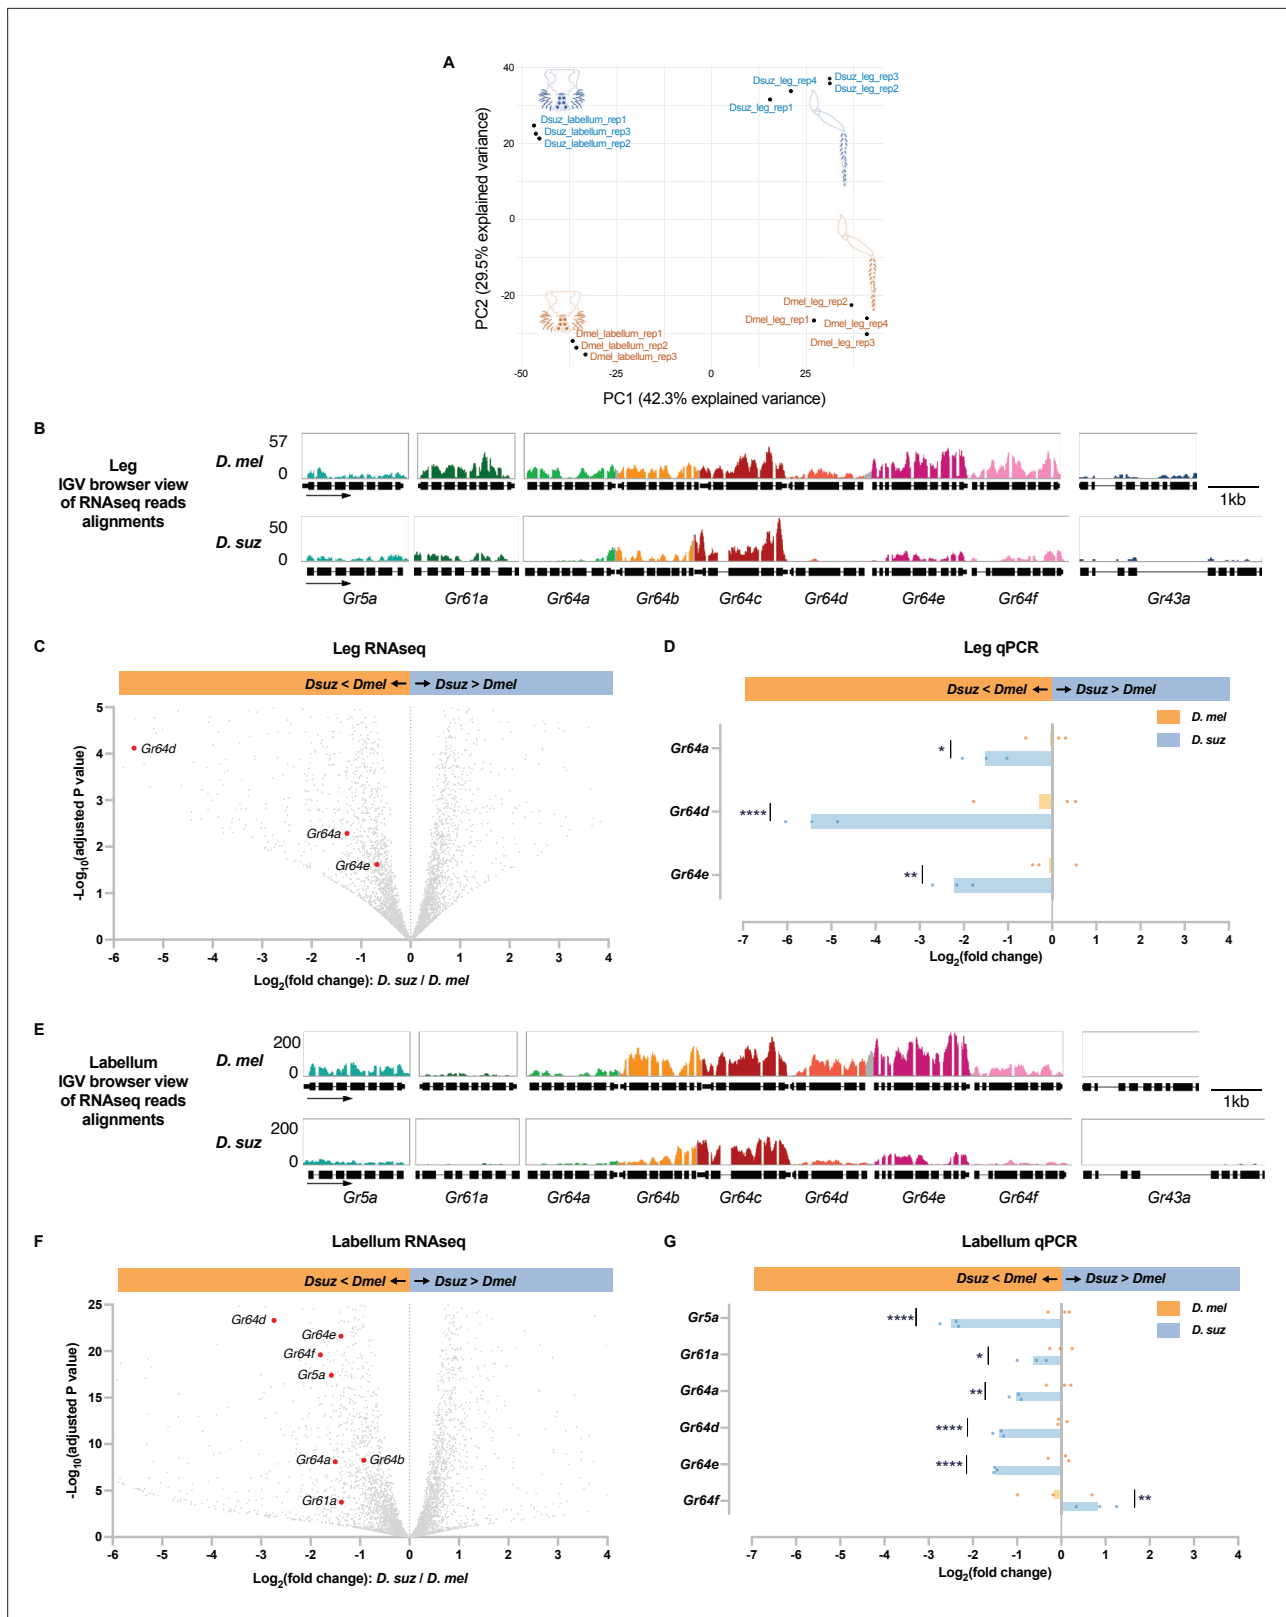 A
40
20
0
-20
-50
-25
0
25
PC2 (29.5% explained variance)
PC1 (42.3% explained variance)
Dsuz_labellum_rep1
Dsuz_labellum_rep3
Dsuz_labellum_rep2
Dsuz_leg_rep4
Dsuz_leg_rep3
Dsuz_leg_rep2
Dsuz_leg_rep1
Dmel_labellum_rep1
Dmel_labellum_rep2
Dmel_labellum_rep3
Dmel_leg_rep2
Dmel_leg_rep1
Dmel_leg_rep4
Dmel_leg_rep3
B
Leg
IGV browser view
of RNAseq reads
alignments
D. mel
57
0
1kb
D. suz
50
0
Gr5a Gr61a Gr64a Gr64b Gr64c Gr64d Gr64e Gr64f Gr43a
C
Leg RNAseq
Dsuz < Dmel ← → Dsuz > Dmel
5
4
3
2
1
0
-Log10(adjusted P value)
Gr64d
Gr64a
Gr64e
-6 -5 -4 -3 -2 -1 0 1 2 3 4
Log2(fold change): D. suz / D. mel
D
Leg qPCR
Dsuz < Dmel ← → Dsuz > Dmel
D. mel
D. suz
Gr64a *
Gr64d ****
Gr64e **
-7 -6 -5 -4 -3 -2 -1 0 1 2 3 4
Log2(fold change)
E
Labellum
IGV browser view
of RNAseq reads
alignments
D. mel
200
0
1kb
D. suz
200
0
Gr5a Gr61a Gr64a Gr64b Gr64c Gr64d Gr64e Gr64f Gr43a
F
Labellum RNAseq
Dsuz < Dmel ← → Dsuz > Dmel
25
20
15
10
5
0
-Log10(adjusted P value)
Gr64d
Gr64e
Gr64f
Gr5a
Gr64a
Gr64b
Gr61a
-6 -5 -4 -3 -2 -1 0 1 2 3 4
Log2(fold change): D. suz / D. mel
G
Labellum qPCR
Dsuz < Dmel ← → Dsuz > Dmel
D. mel
D. suz
Gr5a ****
Gr61a *
Gr64a **
Gr64d ****
Gr64e ****
Gr64f **
-7 -6 -5 -4 -3 -2 -1 0 1 2 3 4
Log2(fold change)